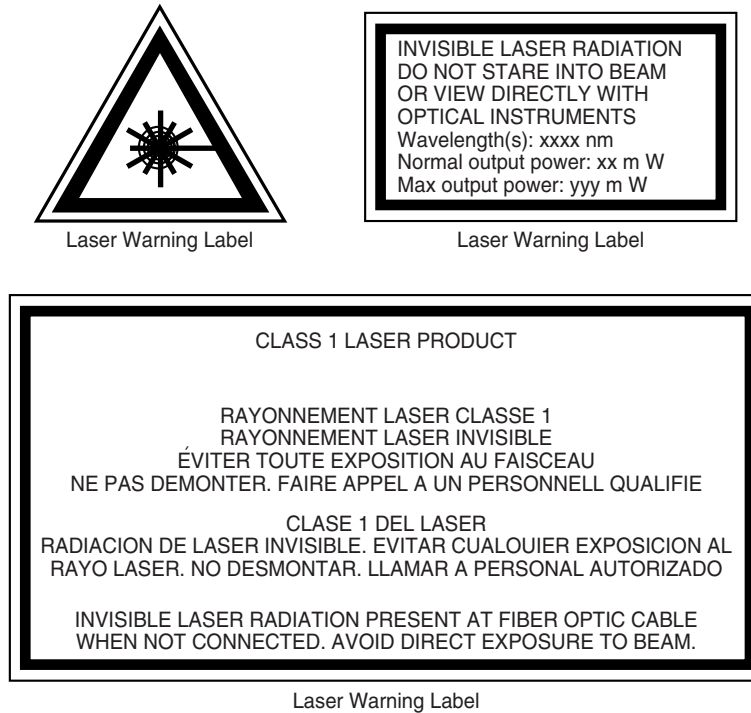 Laser Warning Label
INVISIBLE LASER RADIATION
DO NOT STARE INTO BEAM
OR VIEW DIRECTLY WITH
OPTICAL INSTRUMENTS
Wavelength(s): xxxx nm
Normal output power: xx m W
Max output power: yyy m W
Laser Warning Label
CLASS 1 LASER PRODUCT
RAYONNEMENT LASER CLASSE 1
RAYONNEMENT LASER INVISIBLE
ÉVITER TOUTE EXPOSITION AU FAISCEAU
NE PAS DEMONTER. FAIRE APPEL A UN PERSONNELL QUALIFIE
CLASE 1 DEL LASER
RADIACION DE LASER INVISIBLE. EVITAR CUALOUIER EXPOSICION AL
RAYO LASER. NO DESMONTAR. LLAMAR A PERSONAL AUTORIZADO
INVISIBLE LASER RADIATION PRESENT AT FIBER OPTIC CABLE
WHEN NOT CONNECTED. AVOID DIRECT EXPOSURE TO BEAM.
Laser Warning Label